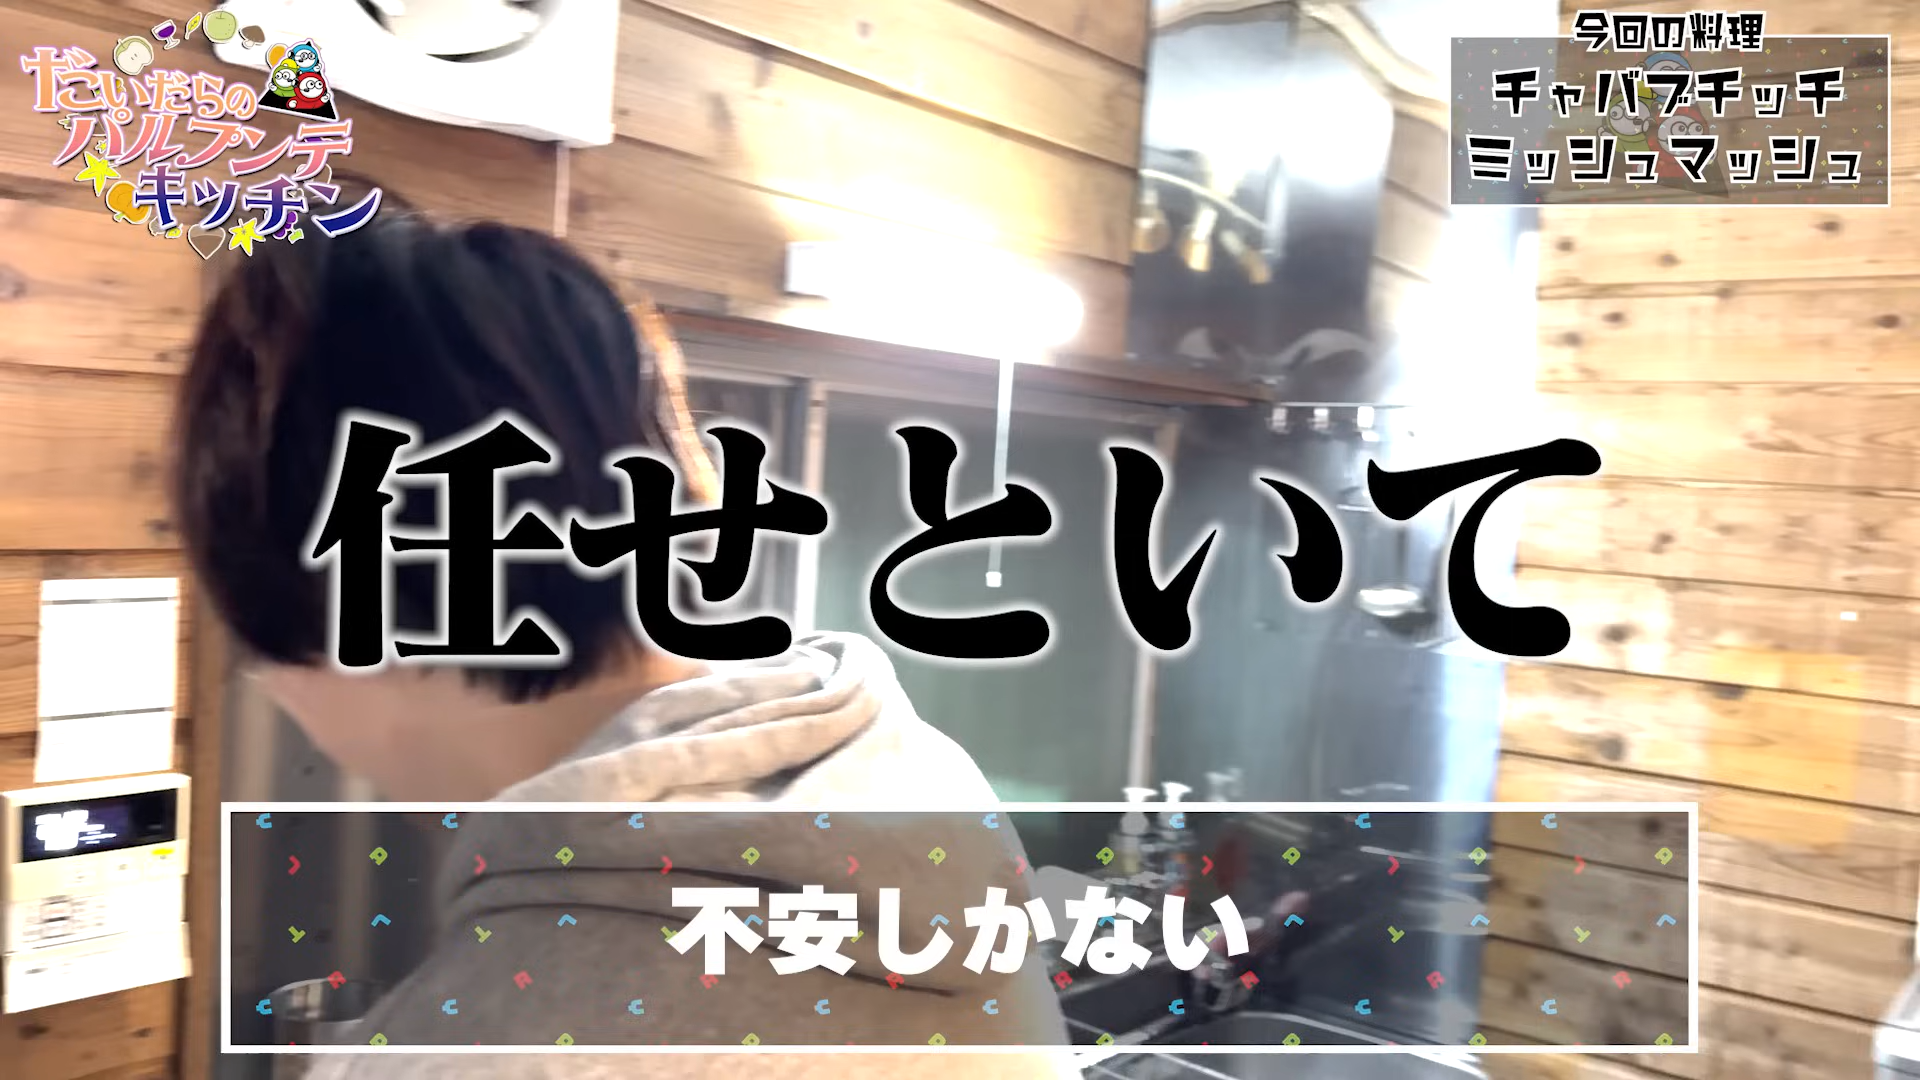 だいだらの
パルプンテ
キッチン
今回の料理
チャバブチッチ
ミッシュマッシュ
任せといて
不安しかない